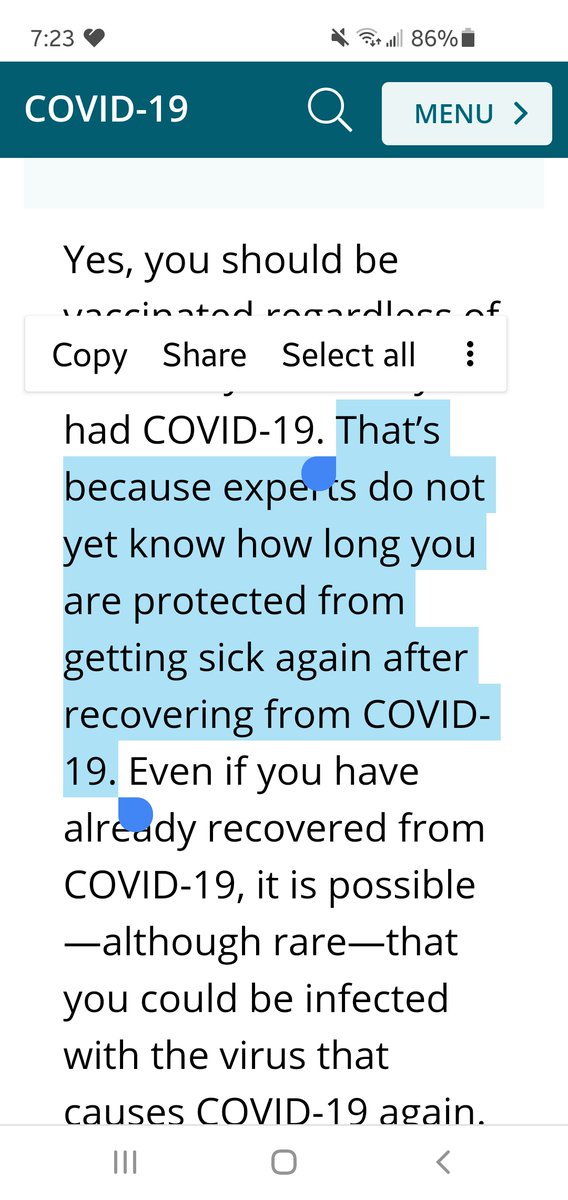 7:23 86%
COVID-19 MENU
Yes, you should be
vaccinated regardless of
Copy Share Select all
had COVID-19. That’s
because experts do not
yet know how long you
are protected from
getting sick again after
recovering from COVID-
19. Even if you have
already recovered from
COVID-19, it is possible
—although rare—that
you could be infected
with the virus that
causes COVID-19 again.